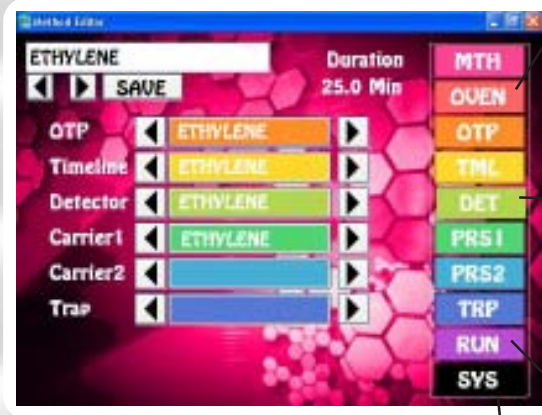 Method Editor
ETHYLENE
Duration
25.0 Min
SAVE
OTP ETHYLENE
Timeline ETHYLENE
Detector ETHYLENE
Carrier1 ETHYLENE
Carrier2
Trap
MTH
OVEN
OTP
TML
DET
PRS1
PRS2
TRP
RUN
SYS